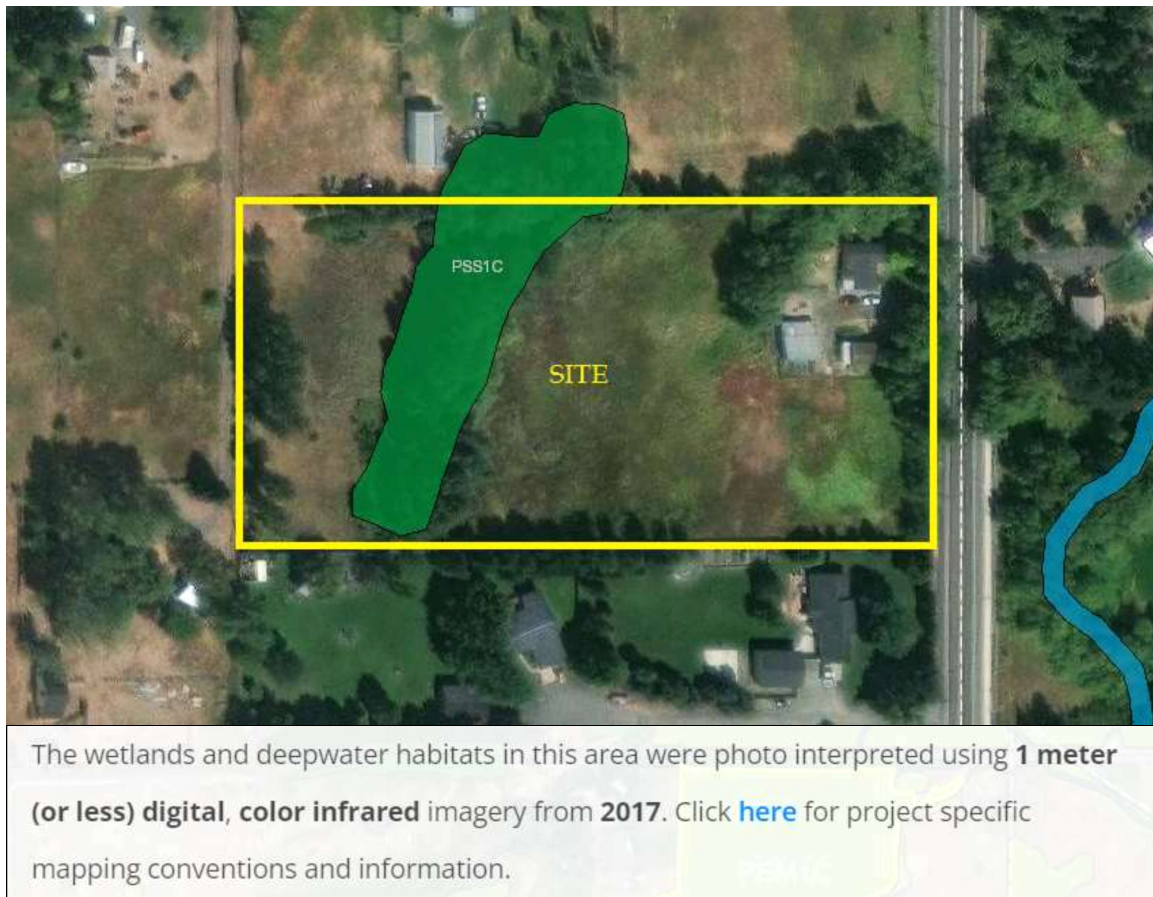 PSS1C
SITE
The wetlands and deepwater habitats in this area were photo interpreted using 1 meter
(or less) digital, color infrared imagery from 2017. Click here for project specific
mapping conventions and information.